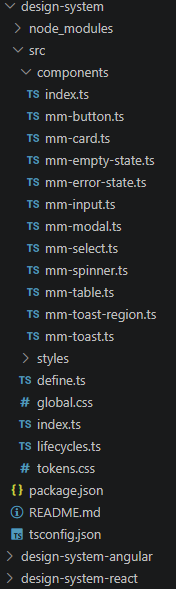 design-system
node_modules
src
components
TS index.ts
TS mm-button.ts
TS mm-card.ts
TS mm-empty-state.ts
TS mm-error-state.ts
TS mm-input.ts
TS mm-modal.ts
TS mm-select.ts
TS mm-spinner.ts
TS mm-table.ts
TS mm-toast-region.ts
TS mm-toast.ts
styles
TS define.ts
# global.css
TS index.ts
TS lifecycles.ts
# tokens.css
{} package.json
README.md
TS tsconfig.json
design-system-angular
design-system-react